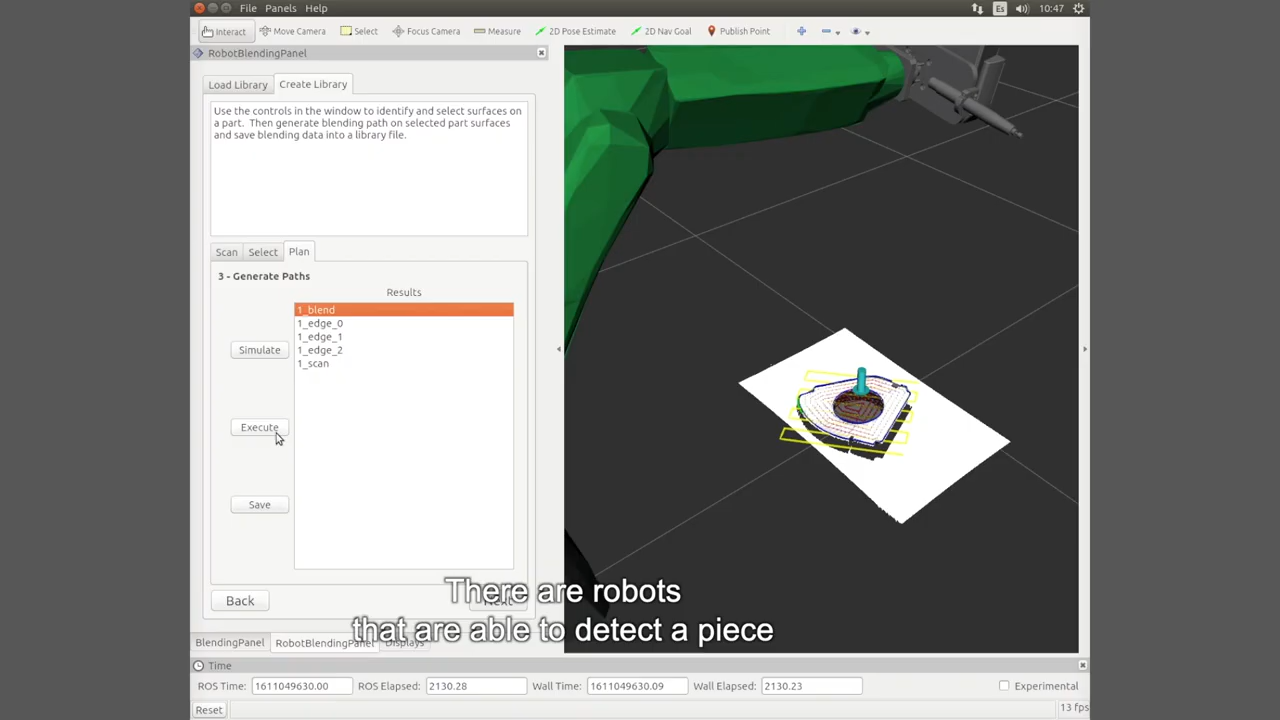 File Panels Help
Es 10:47
Interact Move Camera Select Focus Camera Measure 2D Pose Estimate 2D Nav Goal Publish Point
RobotBlendingPanel
Load Library Create Library
Use the controls in the window to identify and select surfaces on
a part. Then generate blending path on selected part surfaces
and save blending data into a library file.
Scan Select Plan
3 - Generate Paths
Results
1_blend
1_edge_0
1_edge_1
1_edge_2
1_scan
Simulate
Execute
Save
Back Next
There are robots
that are able to detect a piece
BlendingPanel RobotBlendingPanel Displays
Time
ROS Time: 1611049630.00 ROS Elapsed: 2130.28 Wall Time: 1611049630.09 Wall Elapsed: 2130.23 Experimental
Reset 13 fps